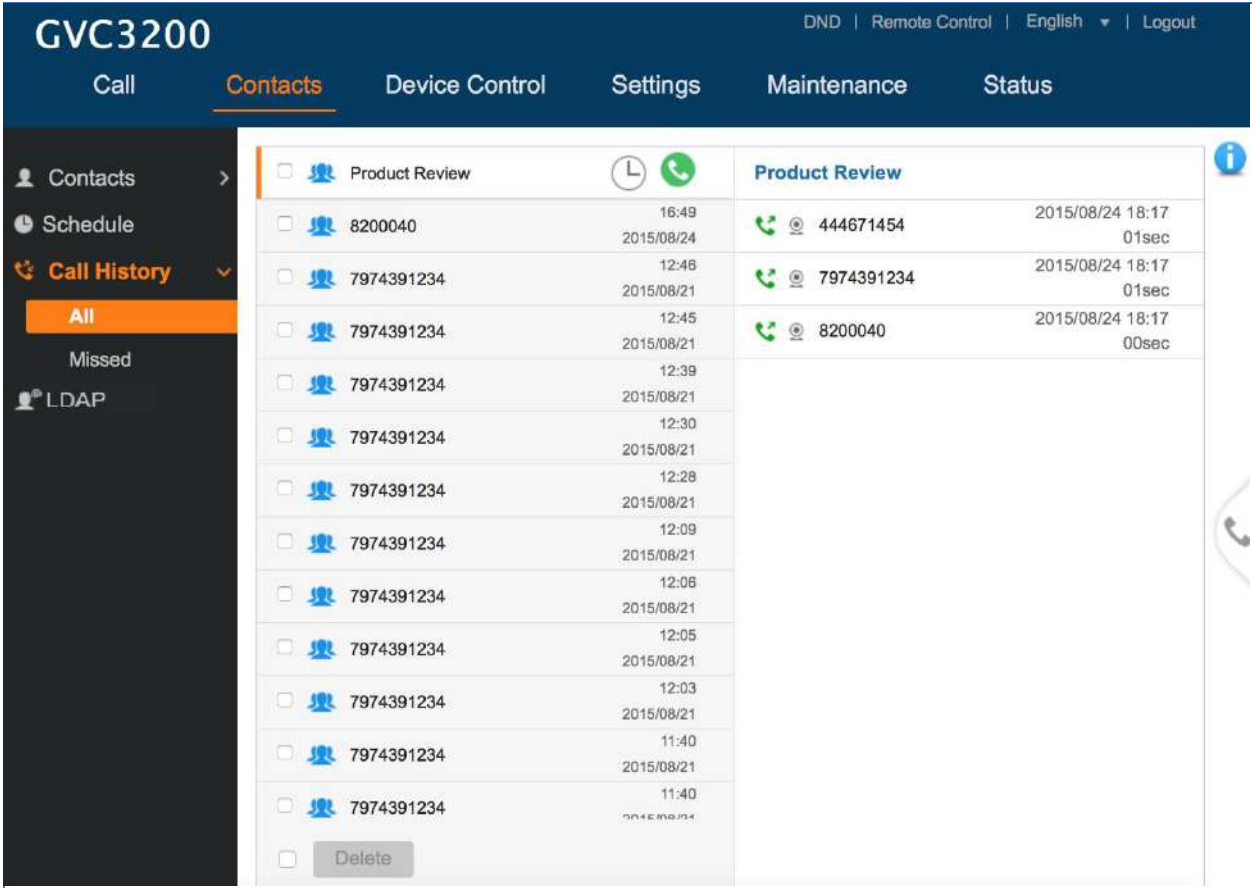 GVC3200
DND | Remote Control | English | Logout
Call Contacts Device Control Settings Maintenance Status
Contacts
Schedule
Call History
All
Missed
LDAP
Product Review
8200040 16:49
2015/08/24
7974391234 12:46
2015/08/21
7974391234 12:45
2015/08/21
7974391234 12:39
2015/08/21
7974391234 12:30
2015/08/21
7974391234 12:28
2015/08/21
7974391234 12:09
2015/08/21
7974391234 12:06
2015/08/21
7974391234 12:05
2015/08/21
7974391234 12:03
2015/08/21
7974391234 11:40
2015/08/21
7974391234 11:40
2015/08/21
Delete
Product Review
444671454 2015/08/24 18:17
01sec
7974391234 2015/08/24 18:17
01sec
8200040 2015/08/24 18:17
00sec